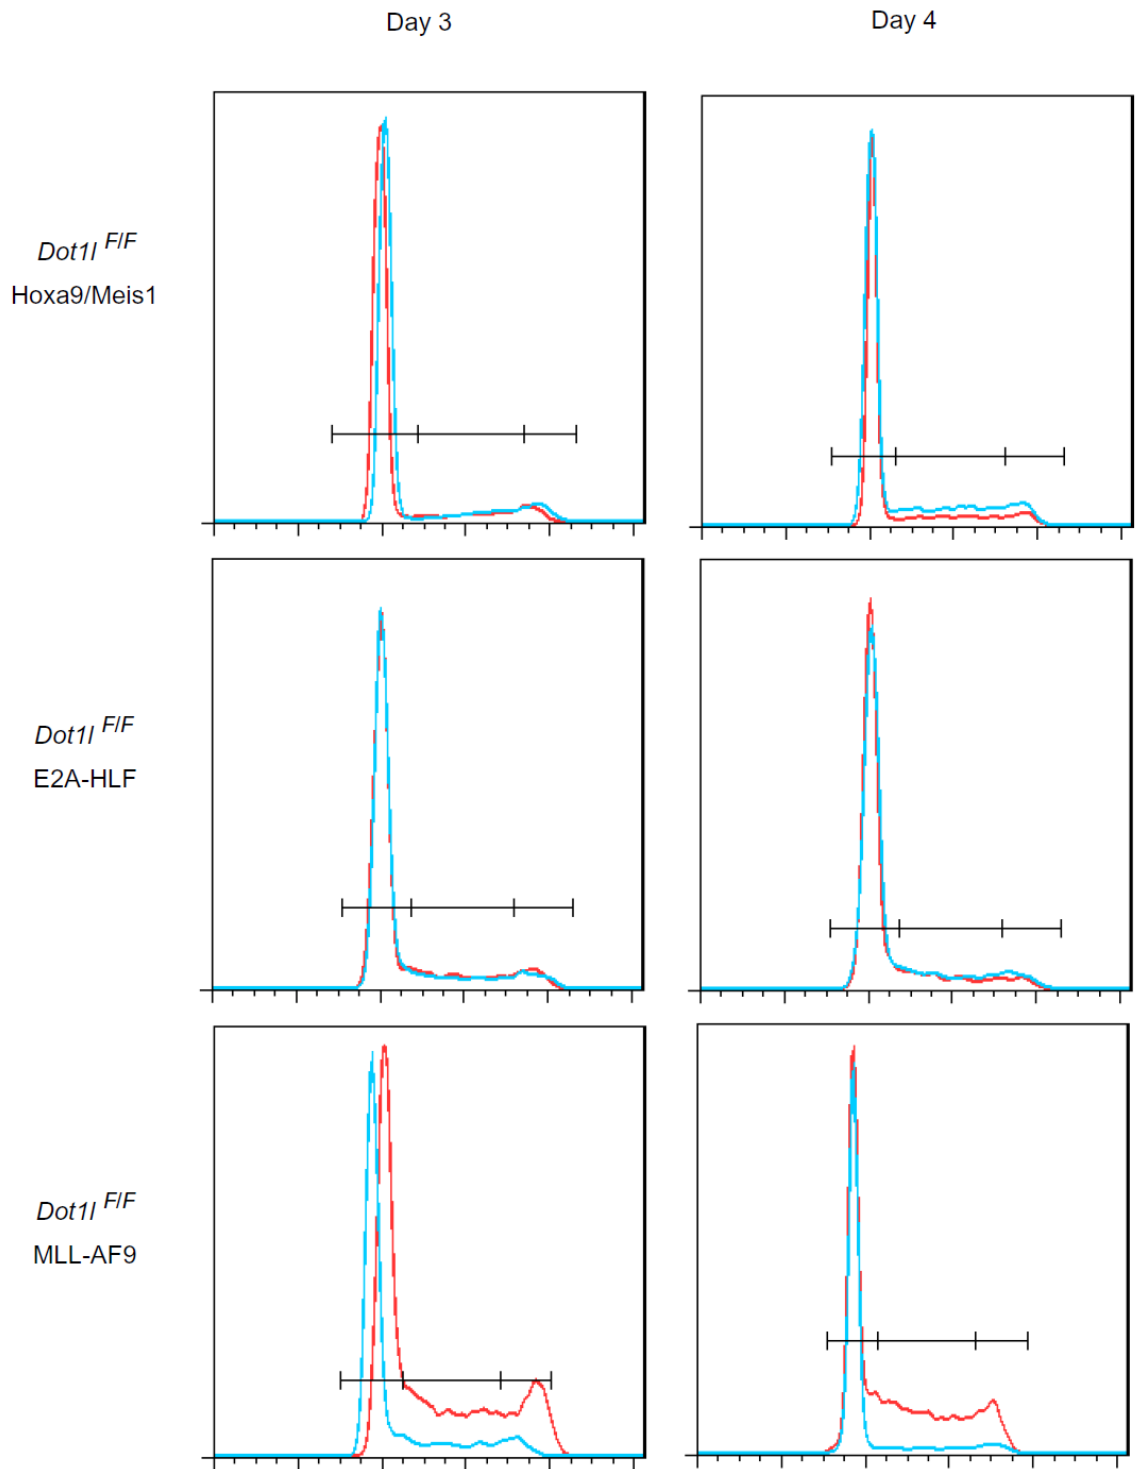 Day 3
Day 4
Dot1l F/F
Hoxa9/Meis1
Dot1l F/F
E2A-HLF
Dot1l F/F
MLL-AF9